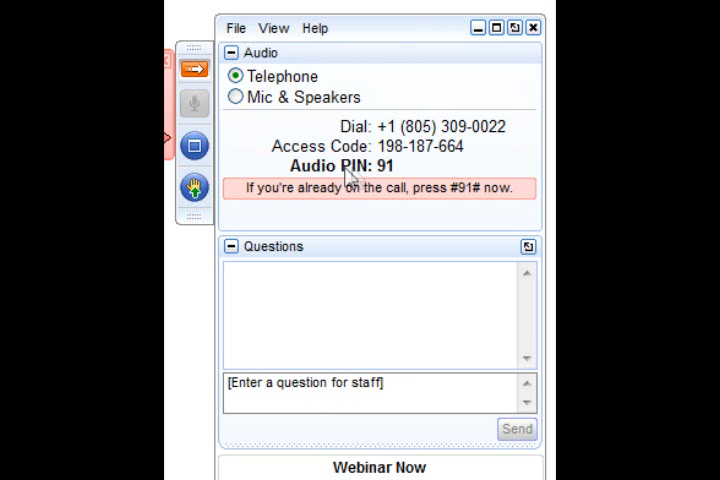 File View Help
Audio
Telephone
Mic & Speakers
Dial: +1 (805) 309-0022
Access Code: 198-187-664
Audio PIN: 91
If you're already on the call, press #91# now.
Questions
[Enter a question for staff]
Send
Webinar Now